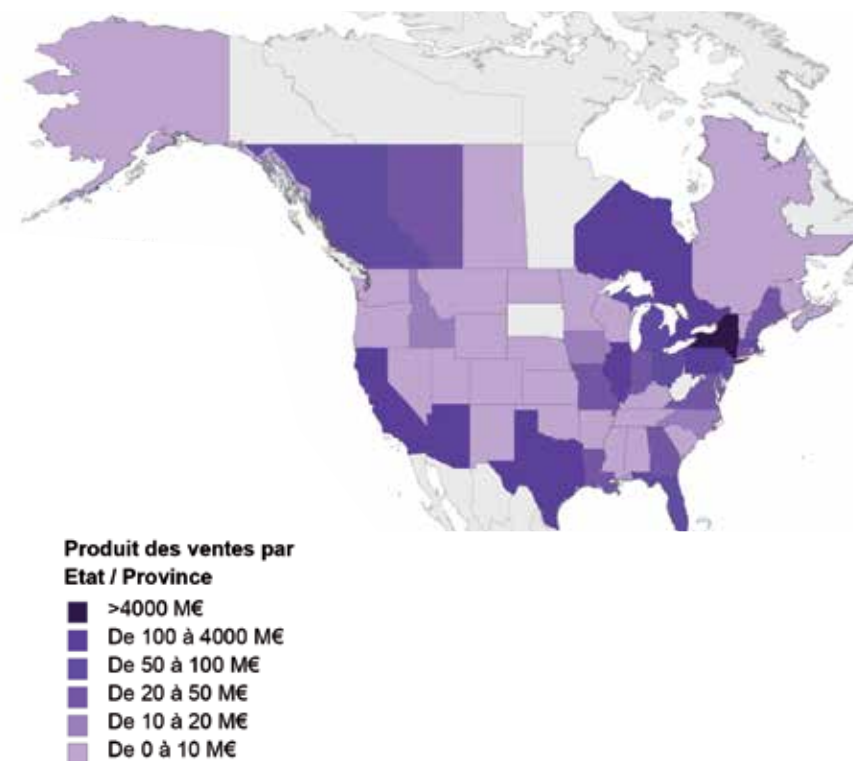 Produit des ventes par
Etat / Province
>4000 M€
De 100 à 4000 M€
De 50 à 100 M€
De 20 à 50 M€
De 10 à 20 M€
De 0 à 10 M€